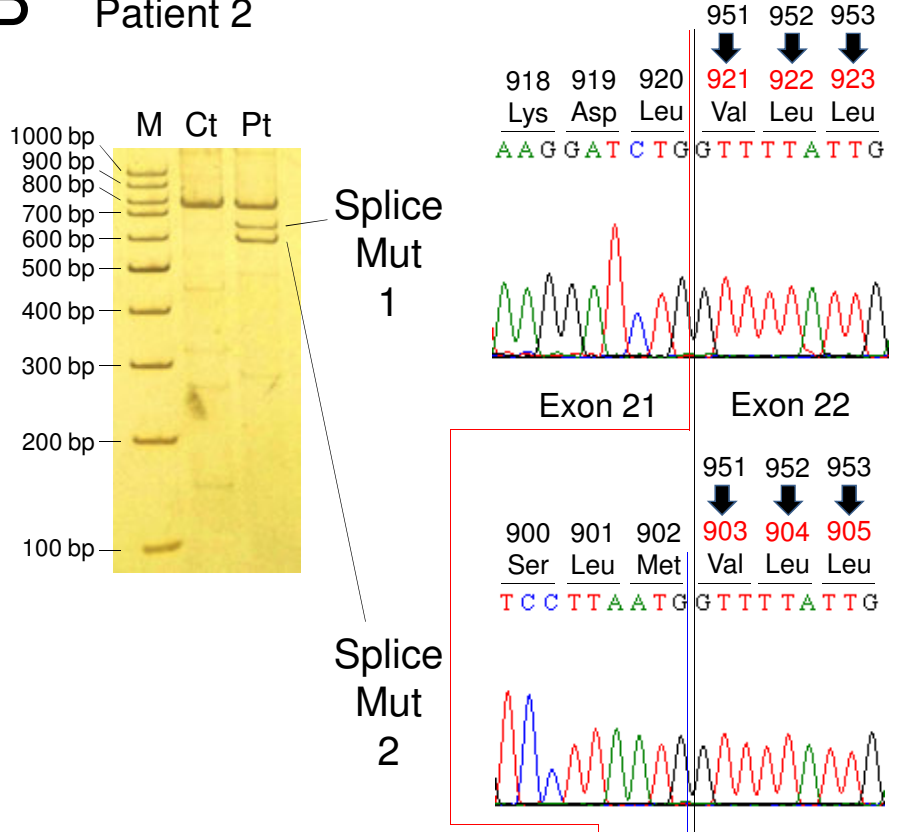 Patient 2
M Ct Pt
1000 bp
900 bp
800 bp
700 bp
600 bp
500 bp
400 bp
300 bp
200 bp
100 bp
Splice
Mut
1
Splice
Mut
2
951 952 953
918 919 920 921 922 923
Lys Asp Leu Val Leu Leu
A A G G A T C T G G T T T T A T T G
Exon 21 Exon 22
951 952 953
900 901 902 903 904 905
Ser Leu Met Val Leu Leu
T C C T T A A T G G T T T T A T T G